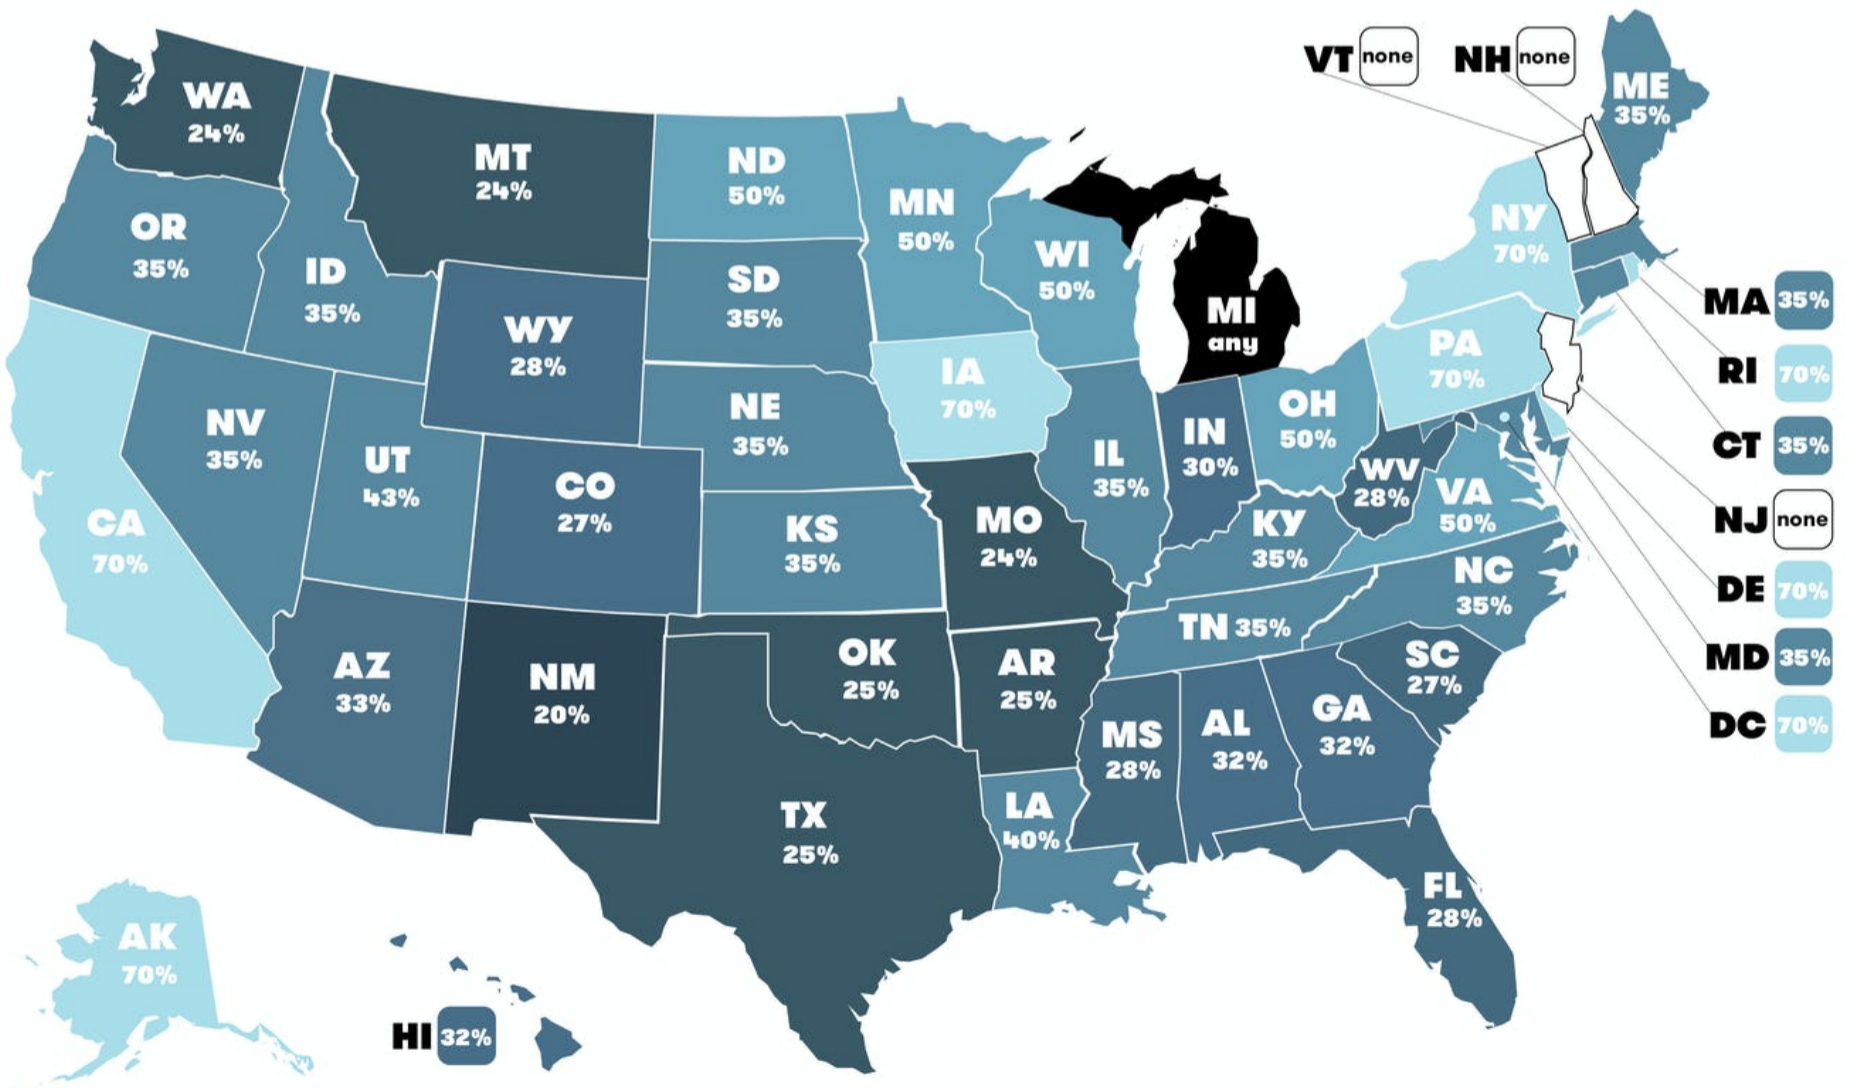 VT none
NH none
ME
35%
WA
24%
MT
24%
ND
50%
MN
50%
OR
35%
ID
35%
WY
28%
SD
35%
WI
50%
MI
any
NY
70%
MA 35%
RI 70%
CT 35%
NJ none
DE 70%
MD 35%
DC 70%
PA
70%
NV
35%
UT
43%
CO
27%
NE
35%
IA
70%
IL
35%
IN
30%
OH
50%
WV
28%
VA
50%
CA
70%
KS
35%
MO
24%
KY
35%
NC
35%
TN 35%
AZ
33%
NM
20%
OK
25%
AR
25%
SC
27%
MS
28%
AL
32%
GA
32%
TX
25%
LA
40%
FL
28%
AK
70%
HI 32%